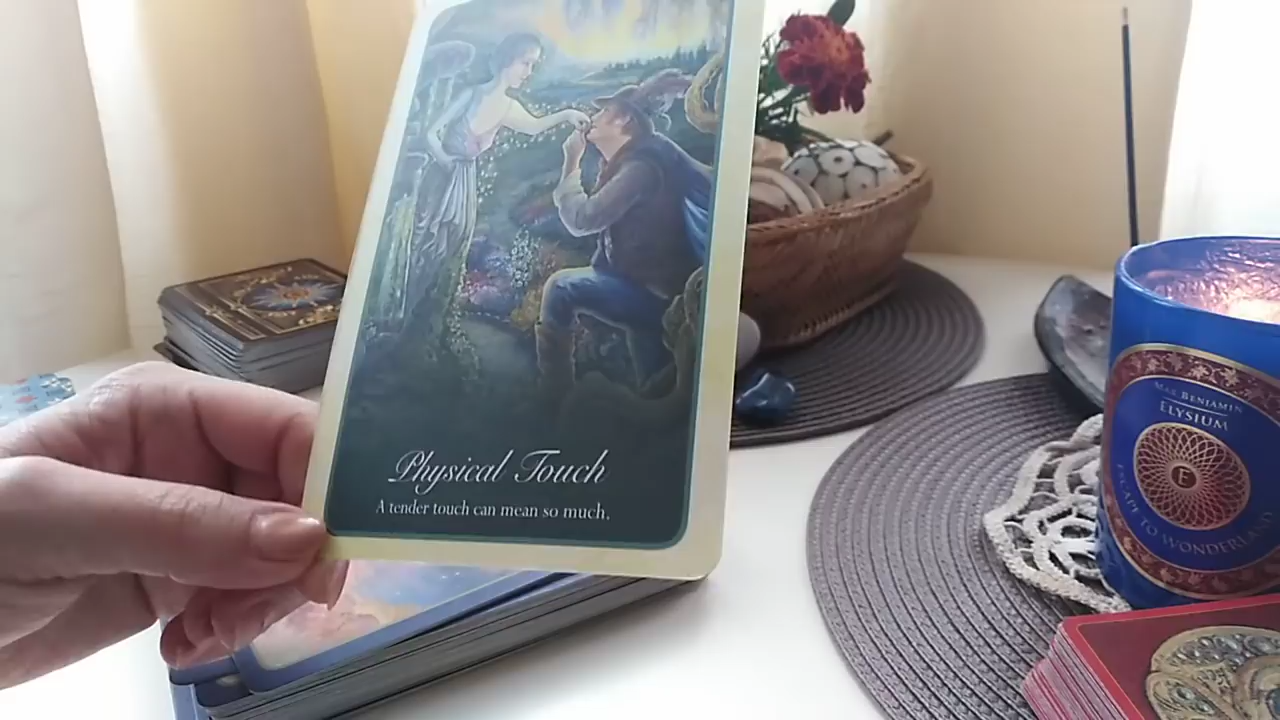 Physical Touch
A tender touch can mean so much.
MAX BENJAMIN
ELYSIUM
E
ESCAPE TO WONDERLAND